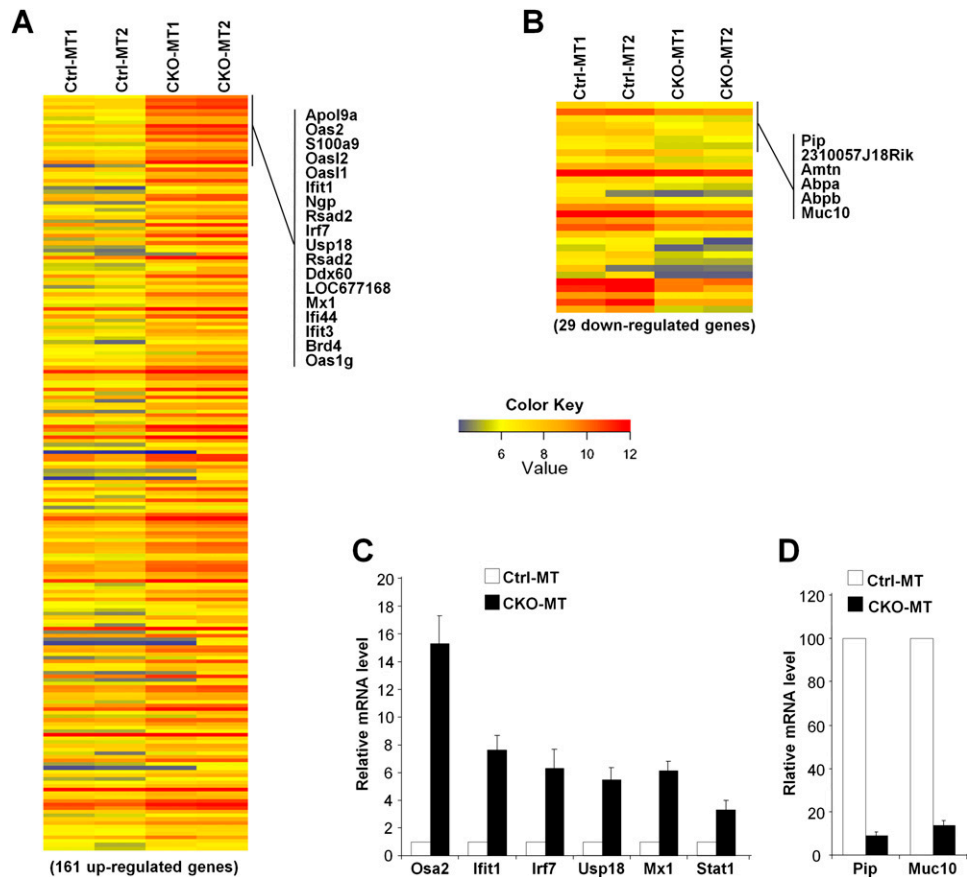 A
Ctrl-MT1
Ctrl-MT2
CKO-MT1
CKO-MT2
Apol9a
Oas2
S100a9
Oasl2
Oasl1
Ifit1
Ngp
Rsad2
Irf7
Usp18
Rsad2
Ddx60
LOC677168
Mx1
Ifi44
Ifit3
Brd4
Oas1g
(161 up-regulated genes)
B
Ctrl-MT1
Ctrl-MT2
CKO-MT1
CKO-MT2
Pip
2310057J18Rik
Amtn
Abpa
Abpb
Muc10
(29 down-regulated genes)
Color Key
6 8 10 12
Value
C
Ctrl-MT
CKO-MT
Relative mRNA level
20
18
16
14
12
10
8
6
4
2
0
Osa2 Ifit1 Irf7 Usp18 Mx1 Stat1
D
Ctrl-MT
CKO-MT
Rlative mRNA level
120
100
80
60
40
20
0
Pip Muc10